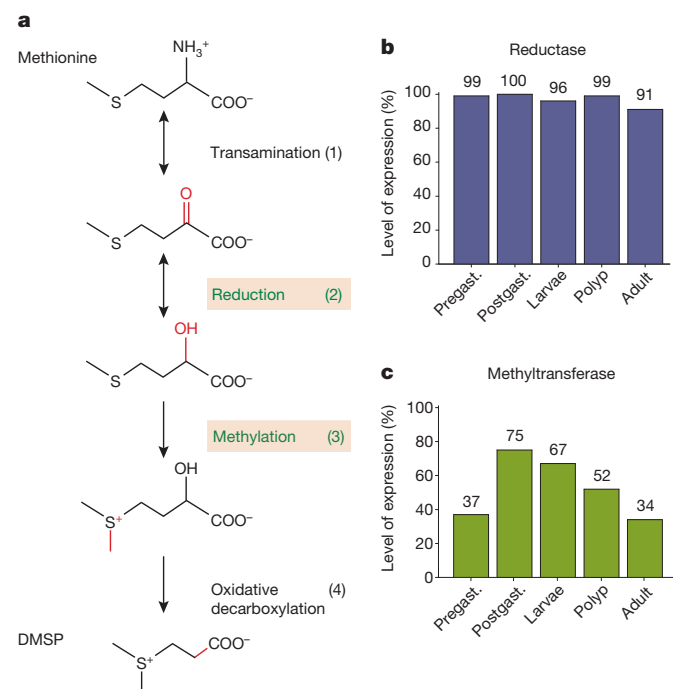 a
Methionine
NH₃⁺
S
COO⁻
Transamination (1)
O
S
COO⁻
Reduction (2)
OH
S
COO⁻
Methylation (3)
OH
S⁺
COO⁻
Oxidative (4)
decarboxylation
DMSP
COO⁻
S⁺
b
Reductase
Level of expression (%)
100
80
60
40
20
0
99
100
96
99
91
Pregast.
Postgast.
Larvae
Polyp
Adult
c
Methyltransferase
Level of expression (%)
100
80
60
40
20
0
37
75
67
52
34
Pregast.
Postgast.
Larvae
Polyp
Adult